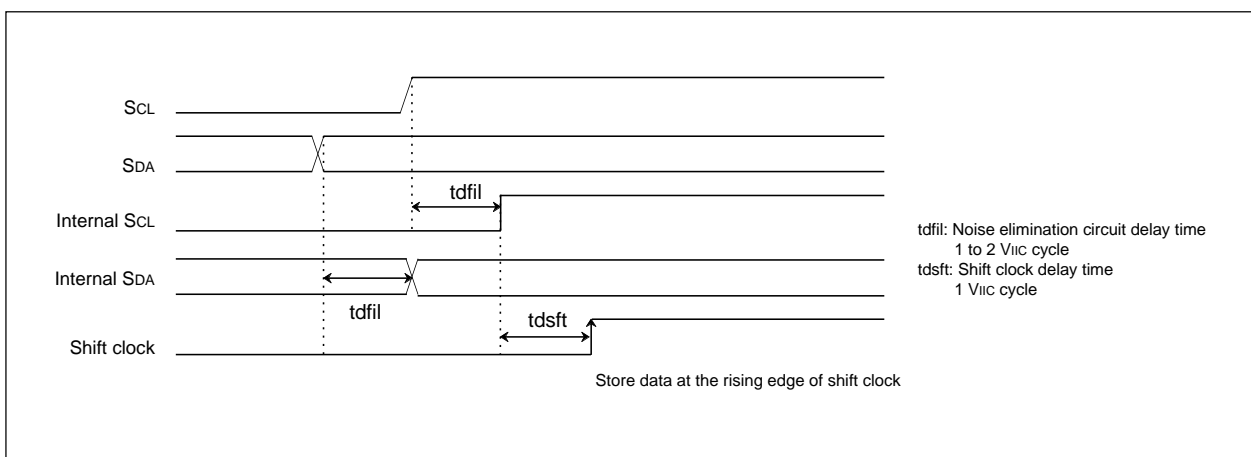 SCL
SDA
tdfil
Internal SCL
tdfil: Noise elimination circuit delay time
1 to 2 VIIC cycle
tdsft: Shift clock delay time
1 VIIC cycle
Internal SDA
tdfil
tdsft
Shift clock
Store data at the rising edge of shift clock